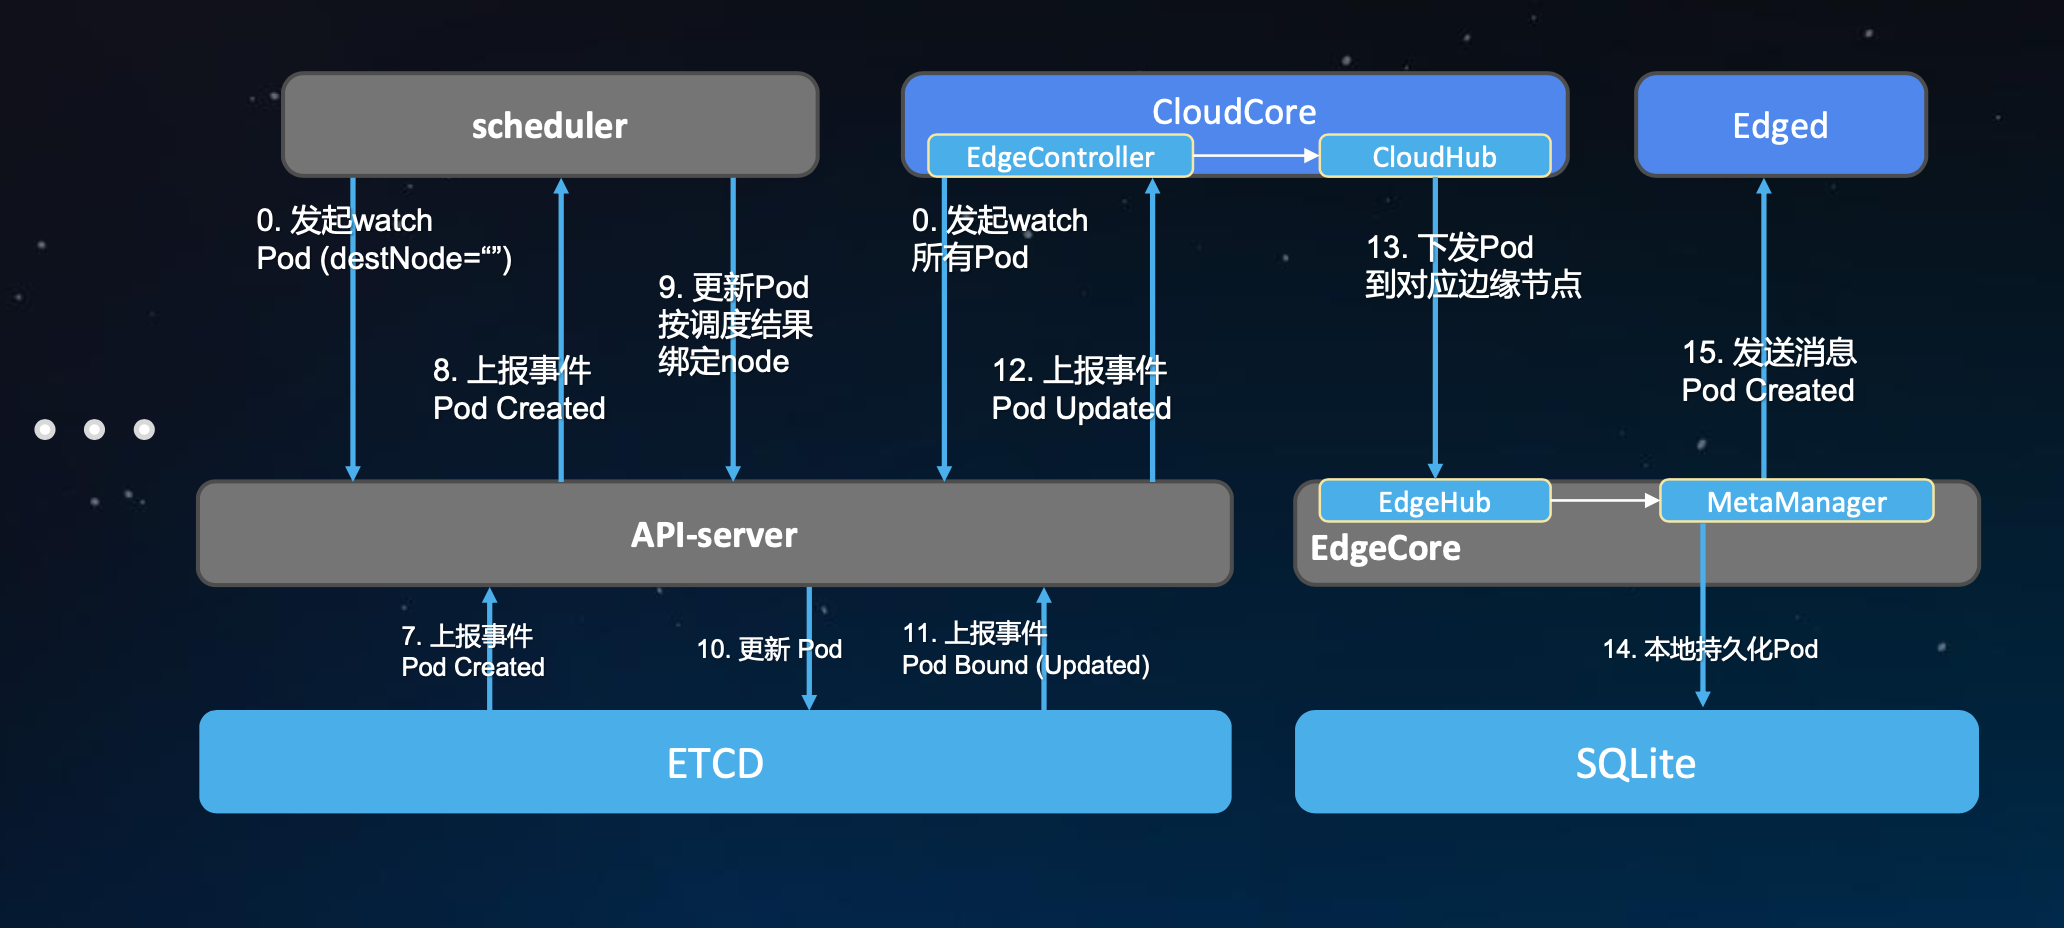 scheduler
CloudCore
EdgeController
CloudHub
Edged
0. 发起watch
Pod (destNode=“”)
8. 上报事件
Pod Created
9. 更新Pod
按调度结果
绑定node
0. 发起watch
所有Pod
12. 上报事件
Pod Updated
13. 下发Pod
到对应边缘节点
15. 发送消息
Pod Created
API-server
EdgeHub
MetaManager
EdgeCore
7. 上报事件
Pod Created
10. 更新 Pod
11. 上报事件
Pod Bound (Updated)
14. 本地持久化Pod
ETCD
SQLite